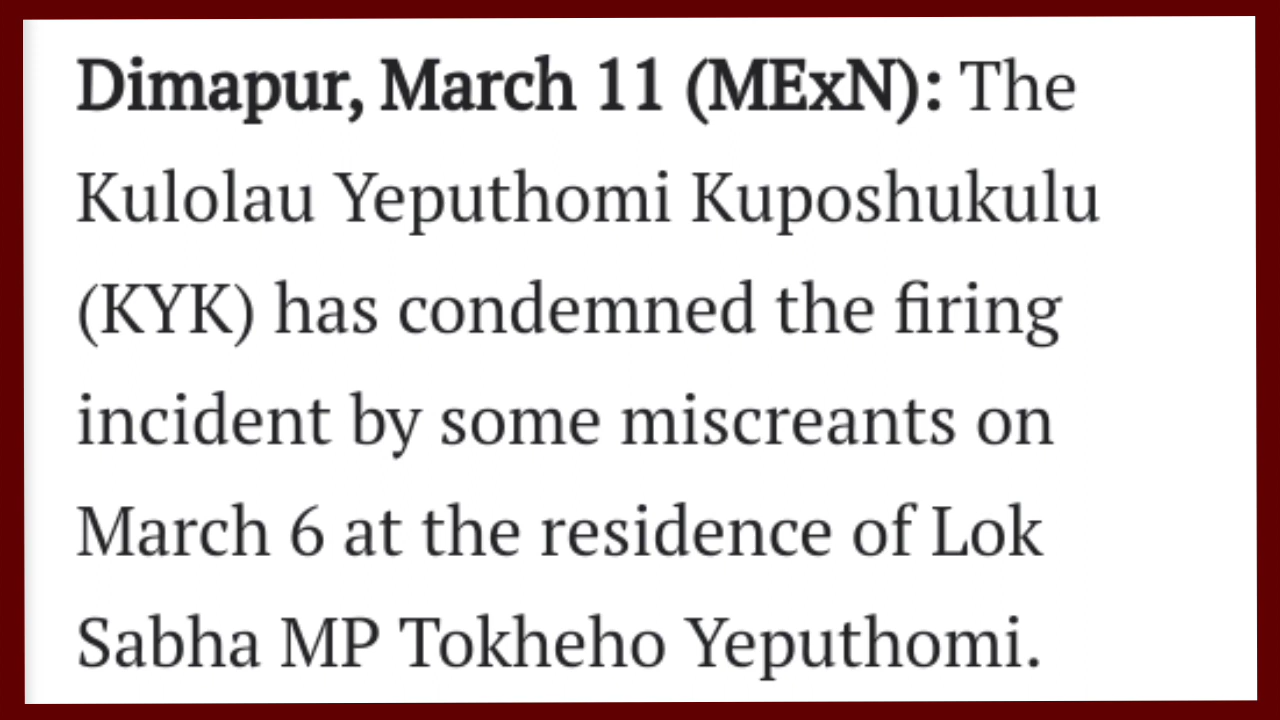 Dimapur, March 11 (MExN): The
Kulolau Yeputhomi Kuposhukulu
(KYK) has condemned the firing
incident by some miscreants on
March 6 at the residence of Lok
Sabha MP Tokheho Yeputhomi.